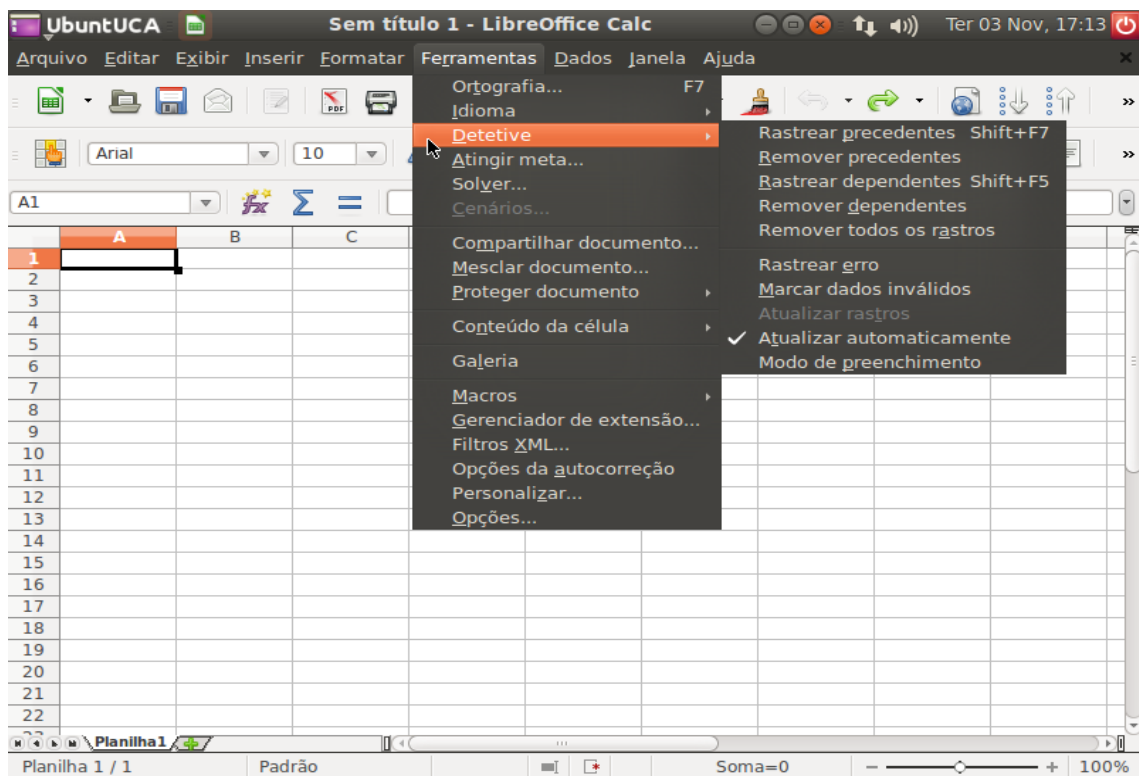 UbuntUCA Sem título 1 - LibreOffice Calc Ter 03 Nov, 17:13
Arquivo Editar Exibir Inserir Formatar Ferramentas Dados Janela Ajuda
PDF
Arial 10
A1
A B C
Ortografia... F7
Idioma
Detetive
Atingir meta...
Solver...
Cenários...
Compartilhar documento...
Mesclar documento...
Proteger documento
Conteúdo da célula
Galeria
Macros
Gerenciador de extensão...
Filtros XML...
Opções da autocorreção
Personalizar...
Opções...
Rastrear precedentes Shift+F7
Remover precedentes
Rastrear dependentes Shift+F5
Remover dependentes
Remover todos os rastros
Rastrear erro
Marcar dados inválidos
Atualizar rastros
Atualizar automaticamente
Modo de preenchimento
1
2
3
4
5
6
7
8
9
10
11
12
13
14
15
16
17
18
19
20
21
22
Planilha1
Planilha 1 / 1 Padrão Soma=0 100%